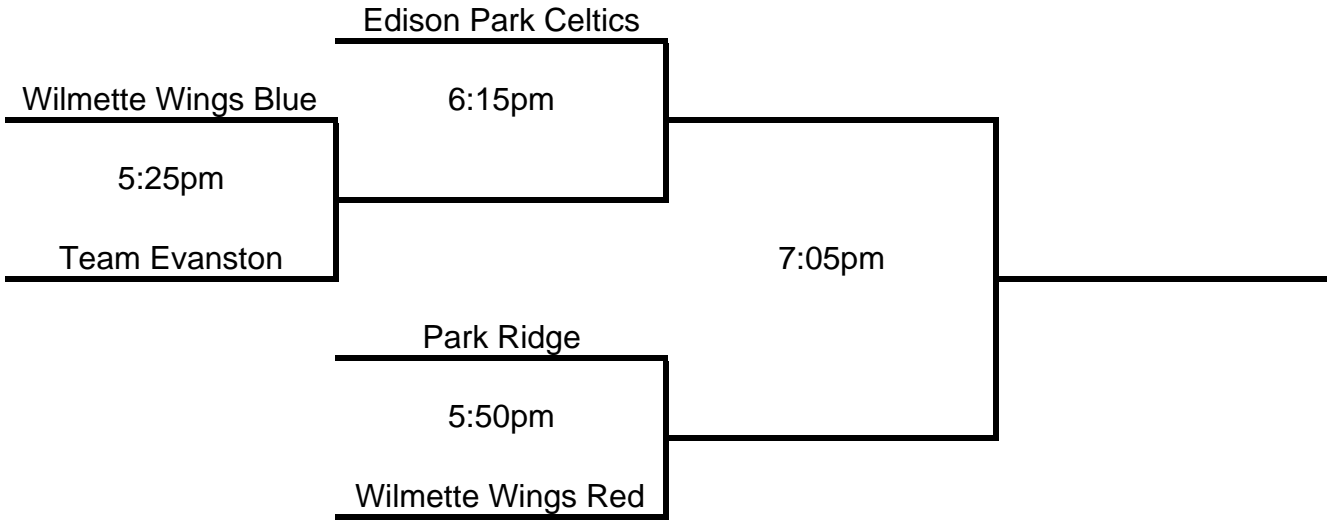 Edison Park Celtics
Wilmette Wings Blue
6:15pm
5:25pm
Team Evanston
7:05pm
Park Ridge
5:50pm
Wilmette Wings Red